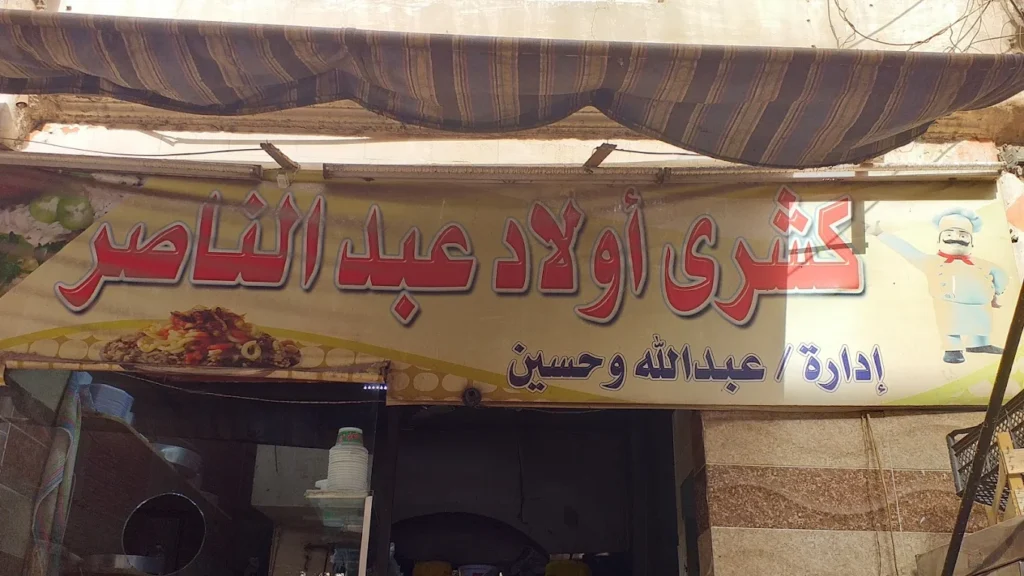 كشرى أولاد عبد الناصر
إدارة / عبدالله وحسين